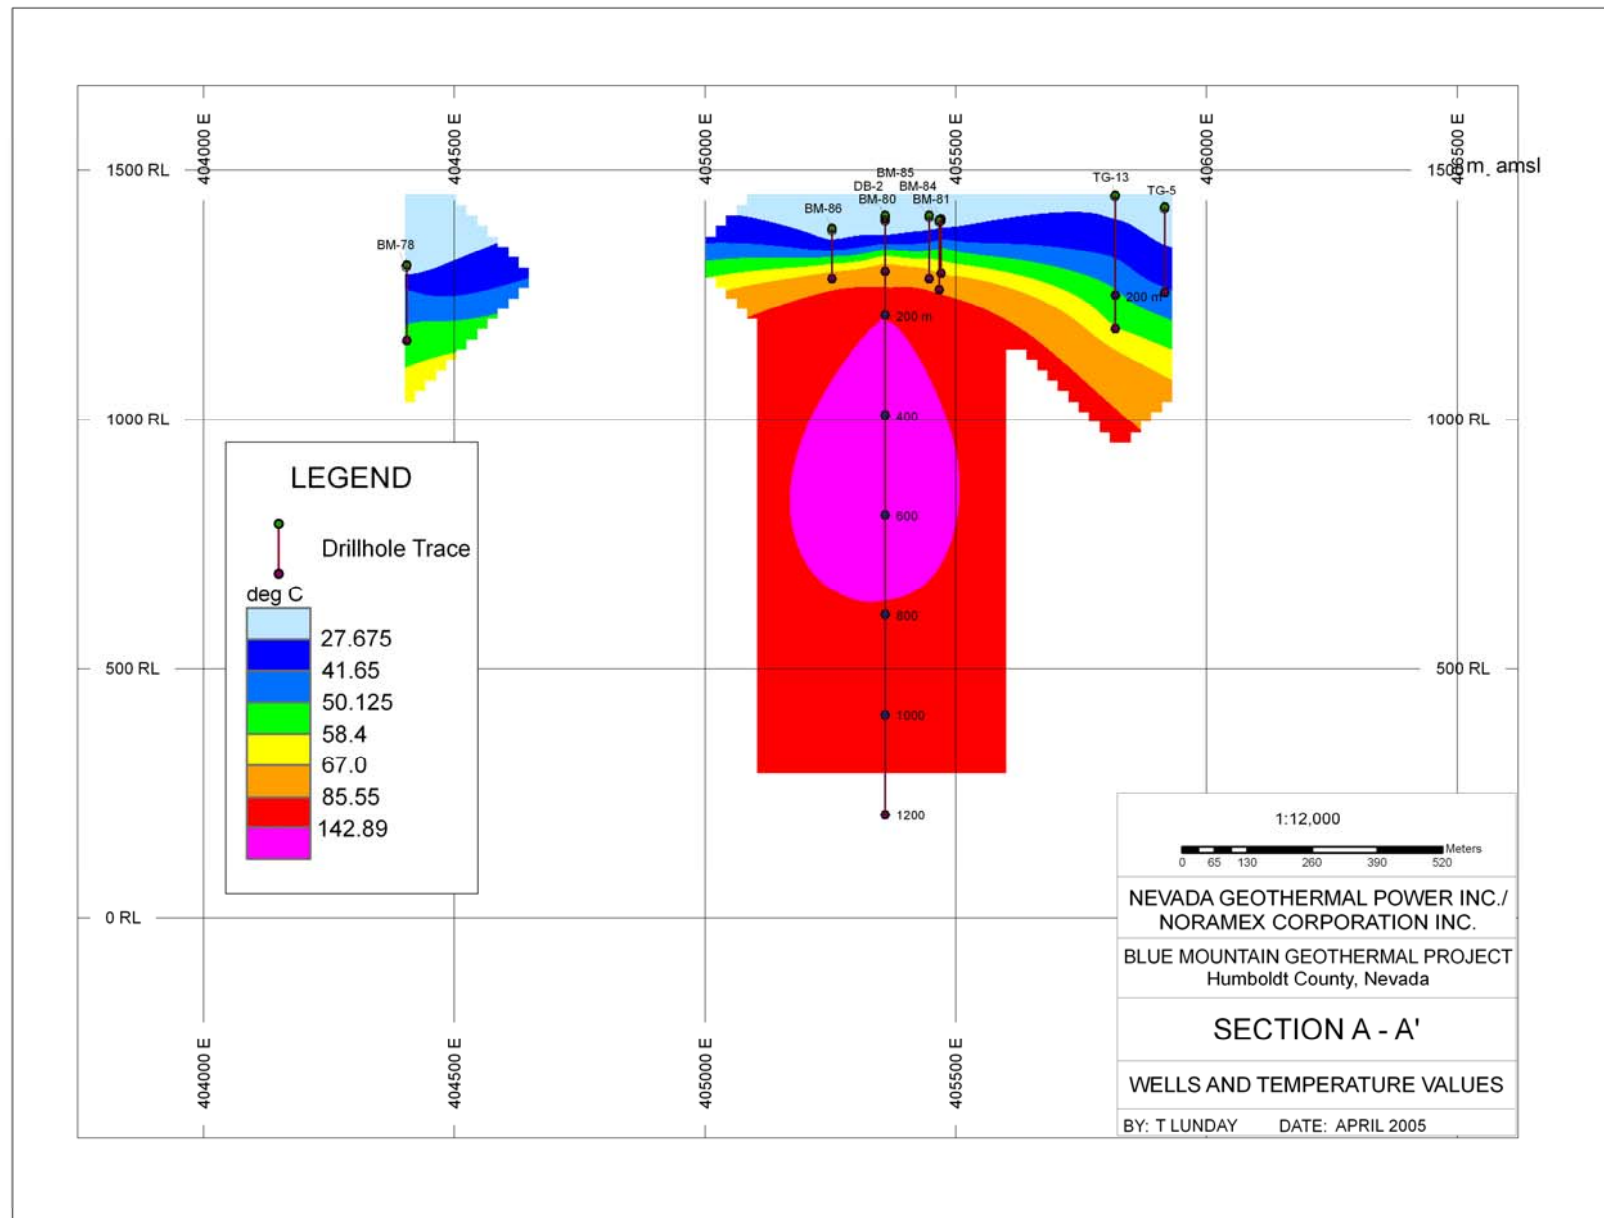 404000 E
404500 E
405000 E
405500 E
406000 E
406500 E
1500 RL
1500
m. amsl
BM-85
DB-2
BM-84
BM-80
BM-81
BM-86
TG-13
TG-5
BM-78
200 m
200 m
400
600
800
1000
1200
1000 RL
1000 RL
500 RL
500 RL
0 RL
LEGEND
Drillhole Trace
deg C
27.675
41.65
50.125
58.4
67.0
85.55
142.89
404000 E
404500 E
405000 E
405500 E
1:12,000
Meters
0 65 130 260 390 520
NEVADA GEOTHERMAL POWER INC./
NORAMEX CORPORATION INC.
BLUE MOUNTAIN GEOTHERMAL PROJECT
Humboldt County, Nevada
SECTION A - A'
WELLS AND TEMPERATURE VALUES
BY: T LUNDAY DATE: APRIL 2005